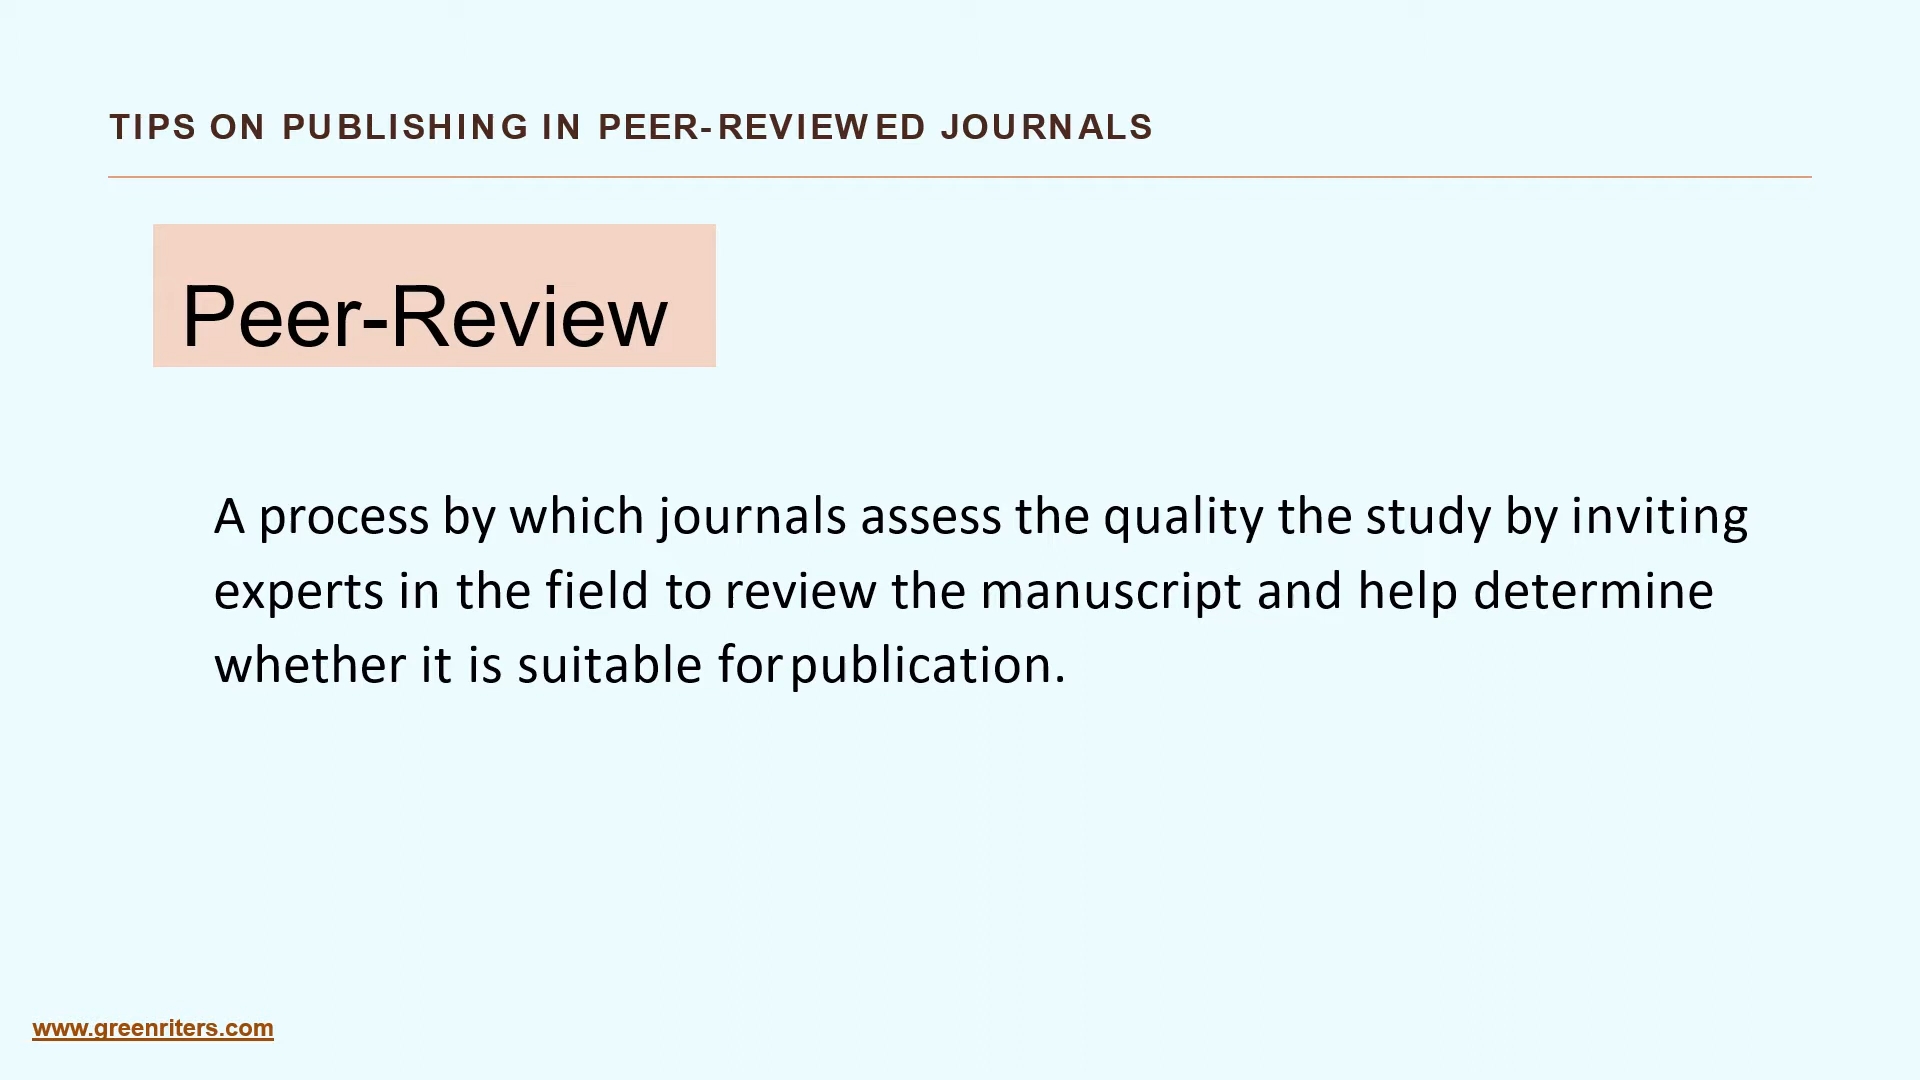 TIPS ON PUBLISHING IN PEER-REVIEWED JOURNALS
Peer-Review
A process by which journals assess the quality the study by inviting
experts in the field to review the manuscript and help determine
whether it is suitable for publication.
www.greenriters.com